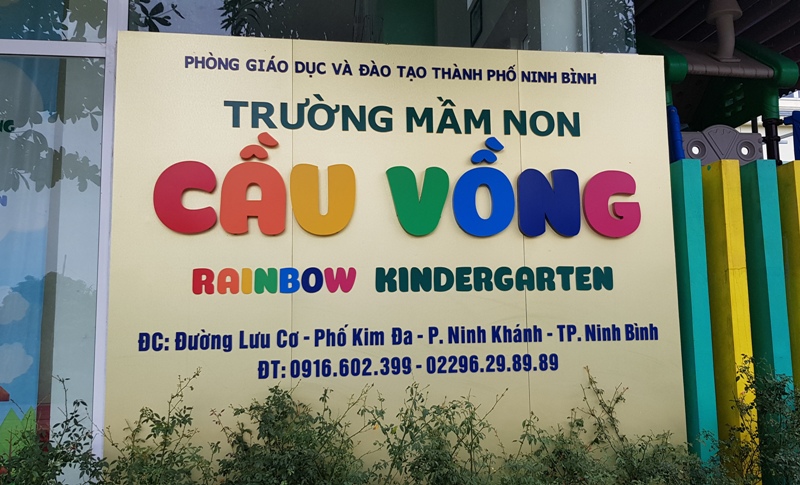 PHÒNG GIÁO DỤC VÀ ĐÀO TẠO THÀNH PHỐ NINH BÌNH
TRƯỜNG MẦM NON
CẦU VỒNG
RAINBOW KINDERGARTEN
ĐC: Đường Lưu Cơ - Phố Kim Đa - P. Ninh Khánh - TP. Ninh Bình
ĐT: 0916.602.399 - 02296.29.89.89